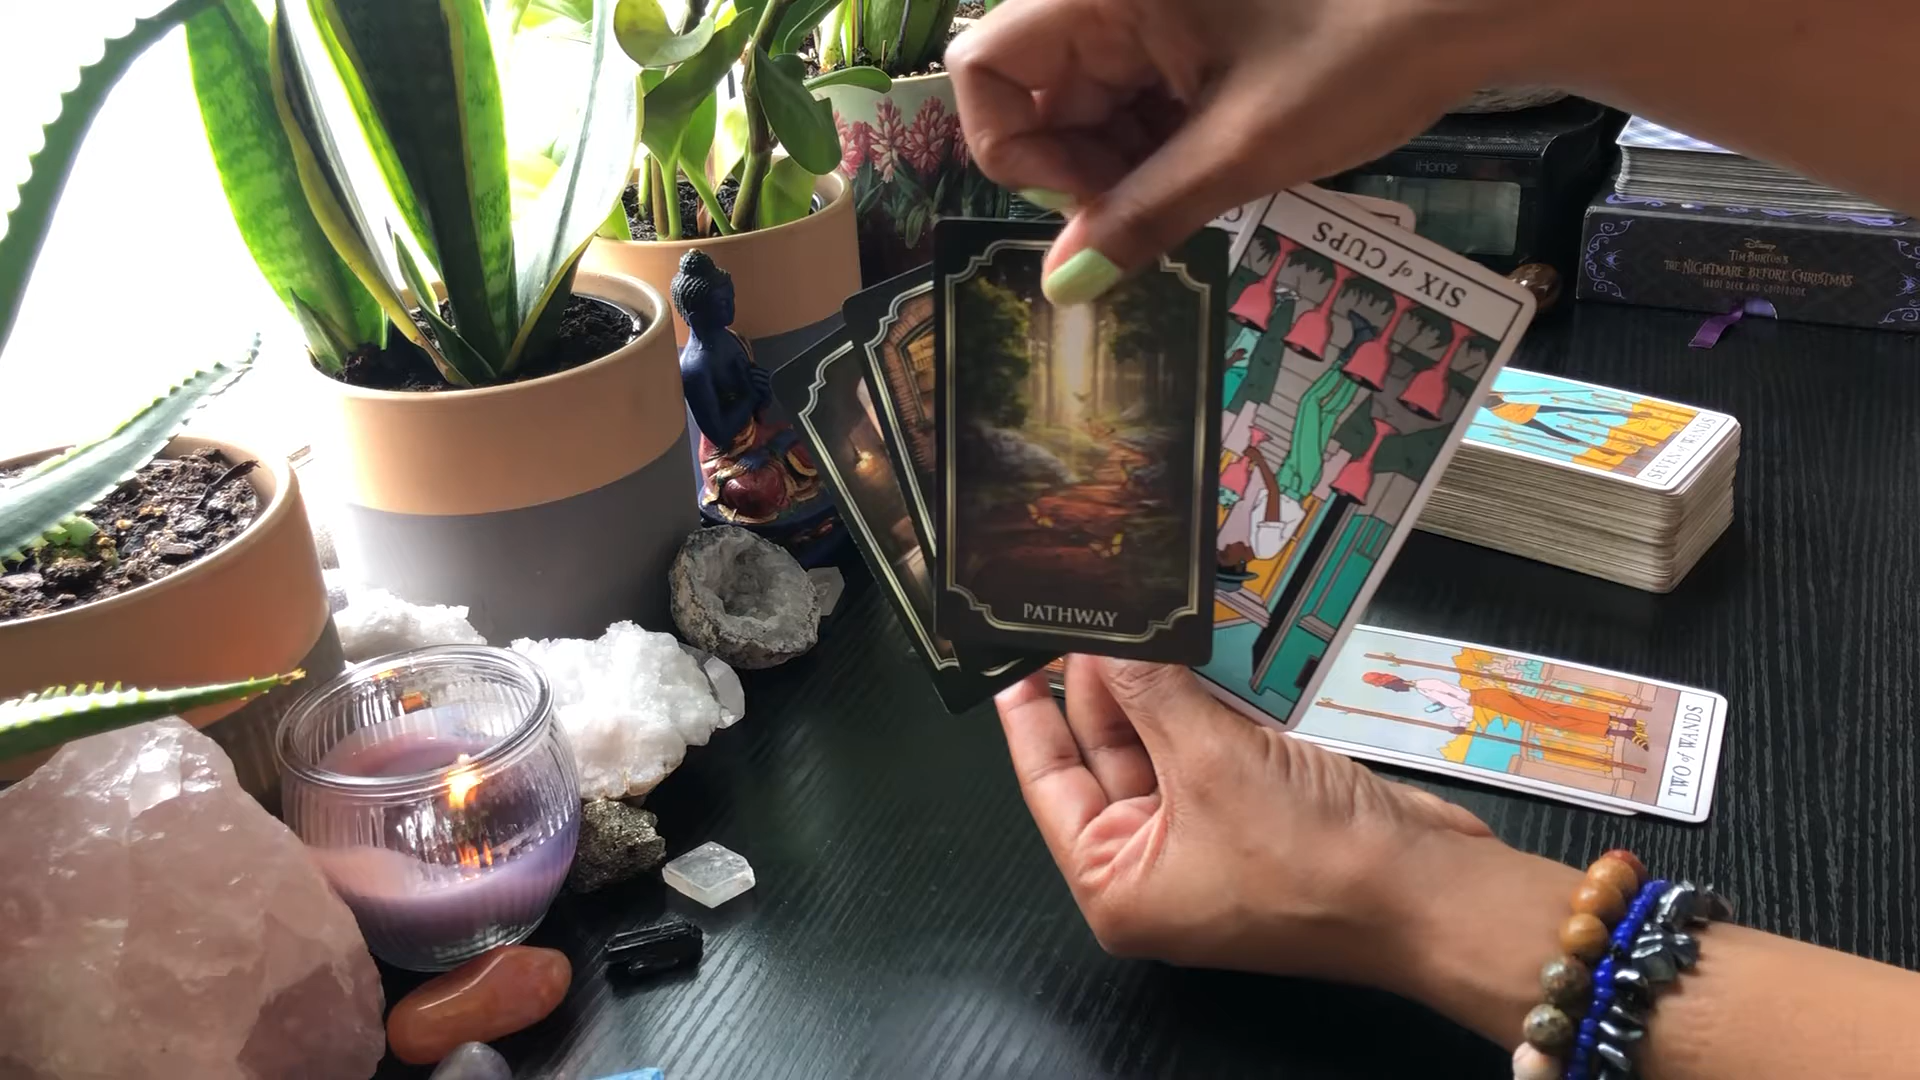 iHome
Disney
TIM BURTON'S
THE NIGHTMARE BEFORE CHRISTMAS
TAROT DECK AND GUIDEBOOK
SIX of CUPS
SEVEN of WANDS
PATHWAY
TWO of WANDS